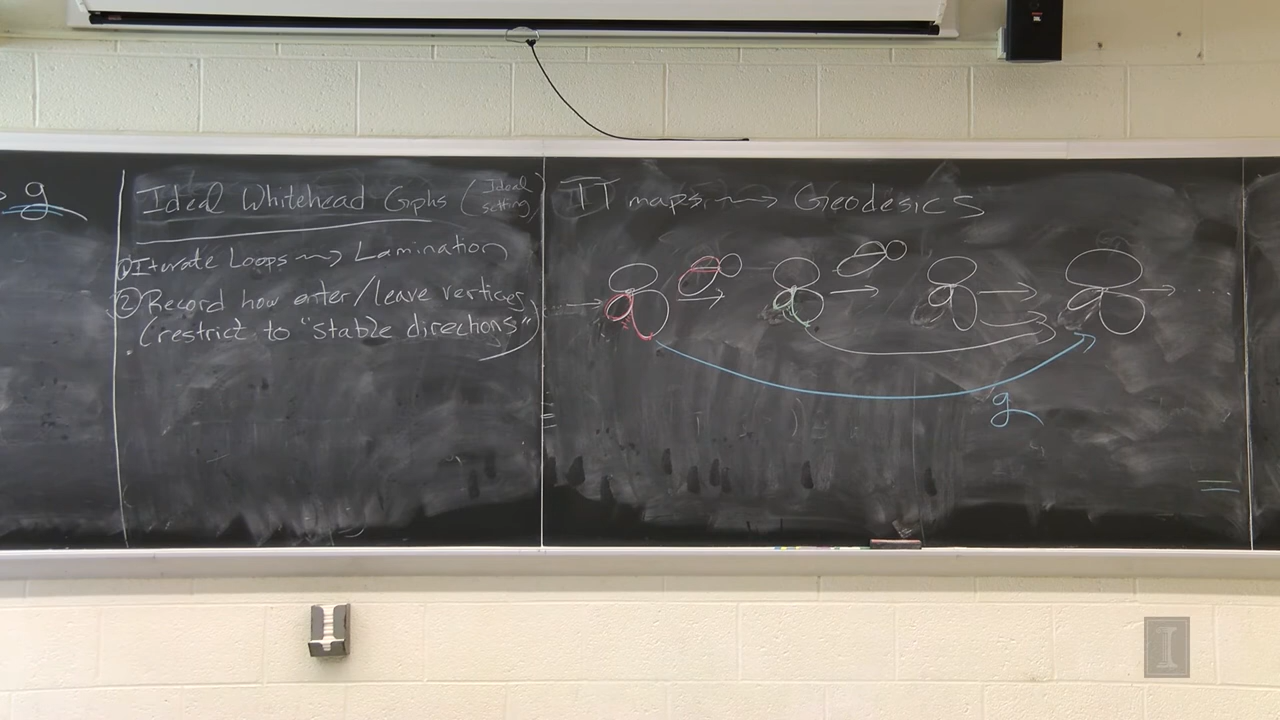 g
Ideal Whitehead Gphs (Ideal
setting)
① Iterate Loops ⇝ Lamination
② Record how enter/leave vertices
(restrict to "stable directions")
TT maps ⇝ Geodesics
g